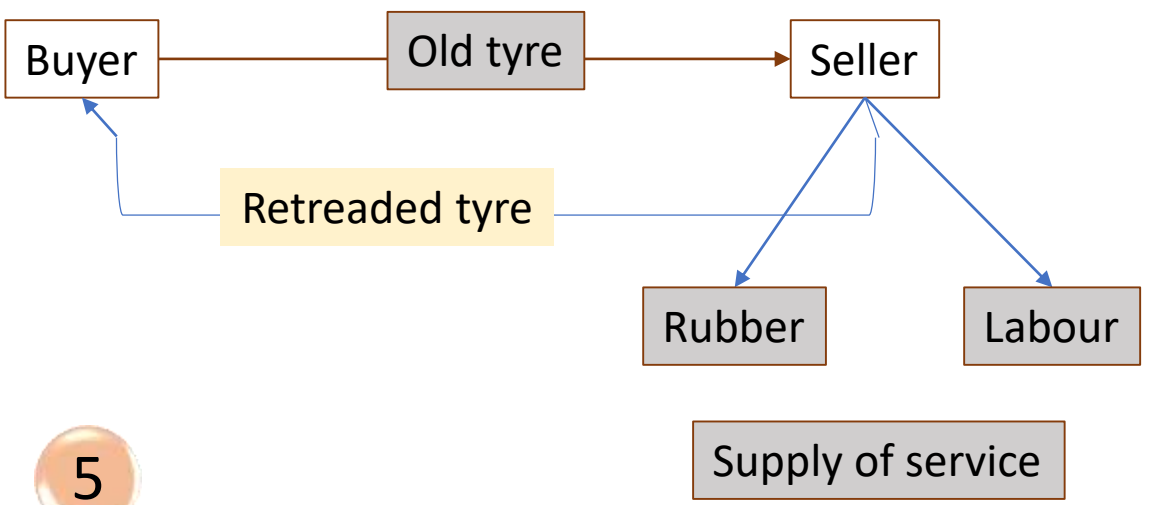 Buyer
Old tyre
Seller
Retreaded tyre
Rubber
Labour
Supply of service
5